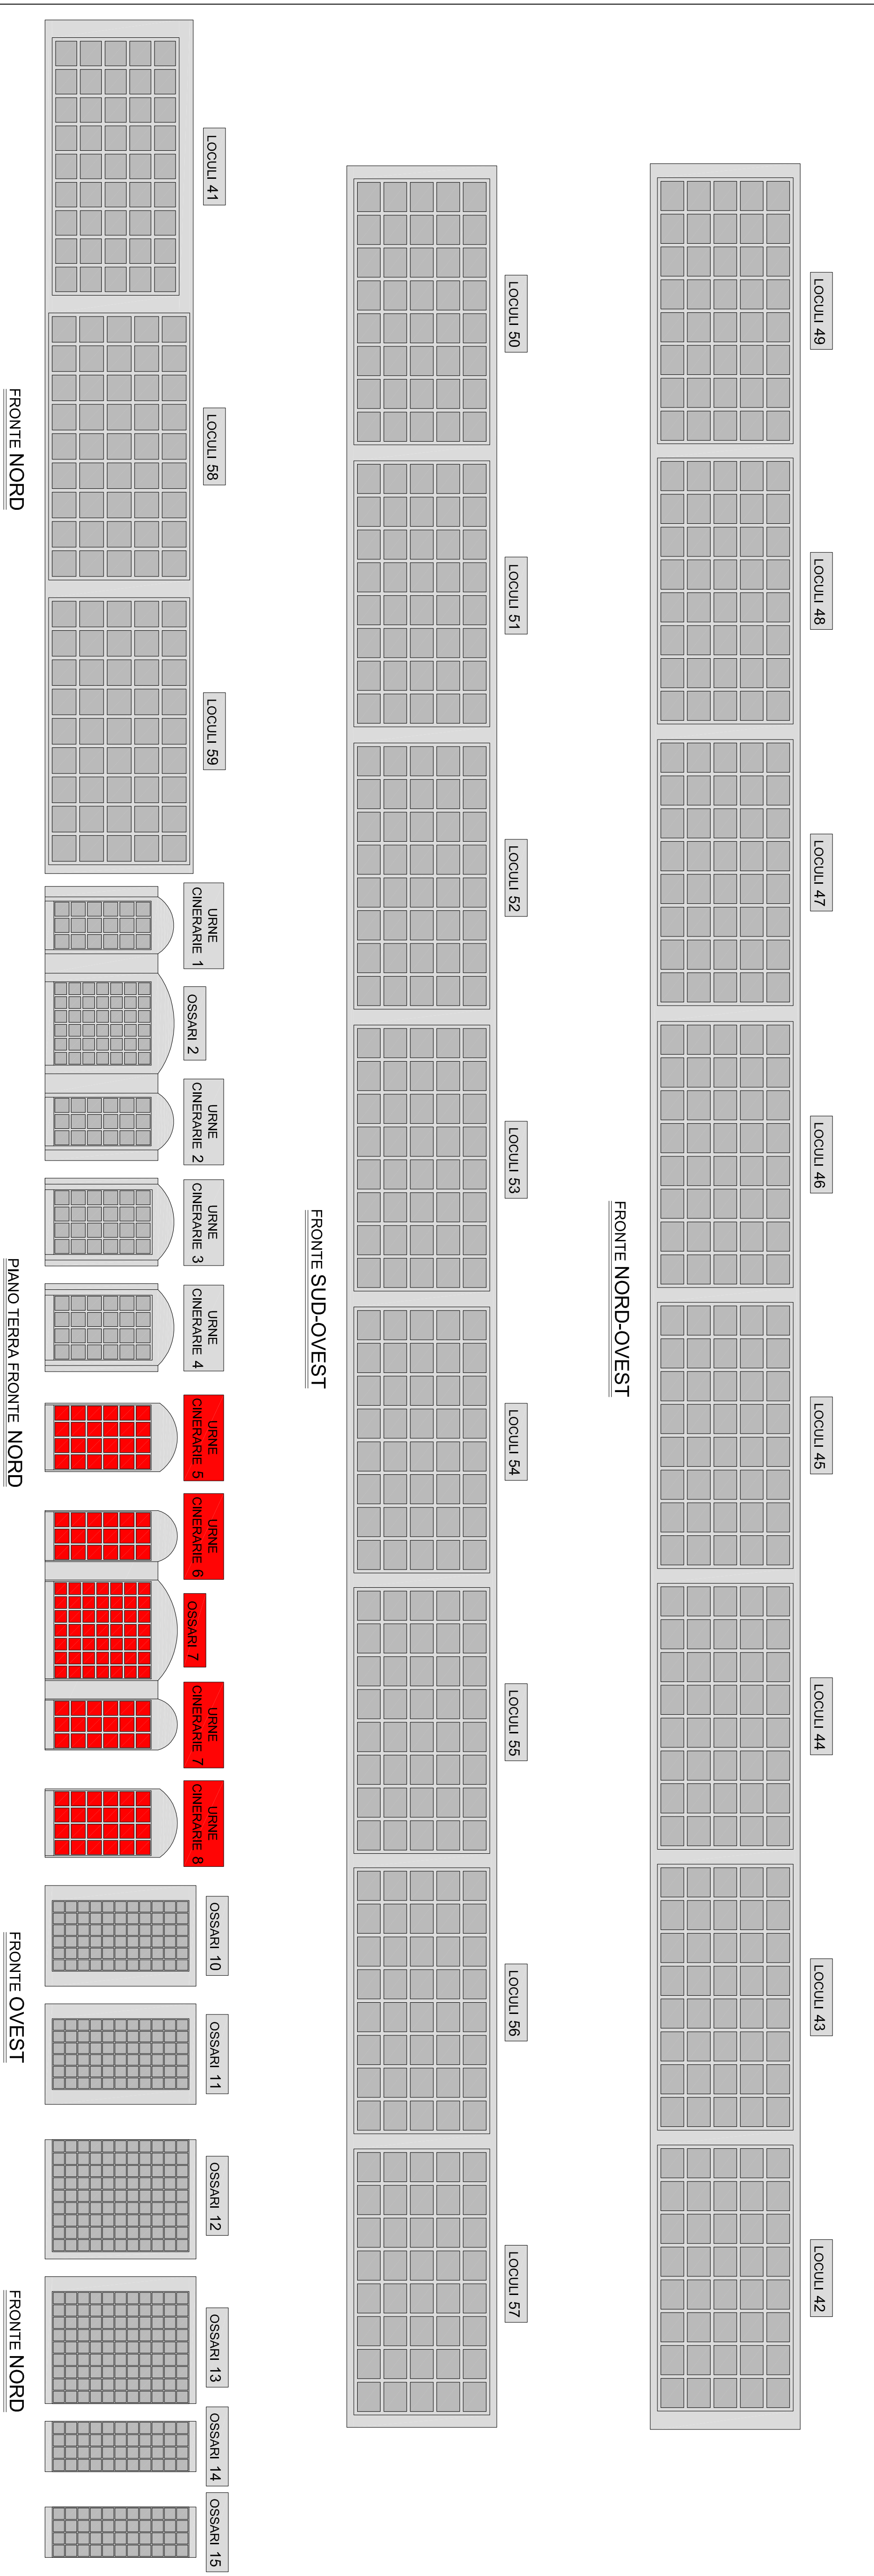 LOCULI 49
LOCULI 48
LOCULI 47
LOCULI 46
LOCULI 45
LOCULI 44
LOCULI 43
LOCULI 42
FRONTE NORD-OVEST
LOCULI 50
LOCULI 51
LOCULI 52
LOCULI 53
LOCULI 54
LOCULI 55
LOCULI 56
LOCULI 57
FRONTE SUD-OVEST
LOCULI 41
LOCULI 58
LOCULI 59
URNE
CINERARIE 1
OSSARI 2
URNE
CINERARIE 2
URNE
CINERARIE 3
URNE
CINERARIE 4
URNE
CINERARIE 5
URNE
CINERARIE 6
OSSARI 7
URNE
CINERARIE 7
URNE
CINERARIE 8
OSSARI 10
OSSARI 11
OSSARI 12
OSSARI 13
OSSARI 14
OSSARI 15
FRONTE NORD
PIANO TERRA FRONTE NORD
FRONTE OVEST
FRONTE NORD